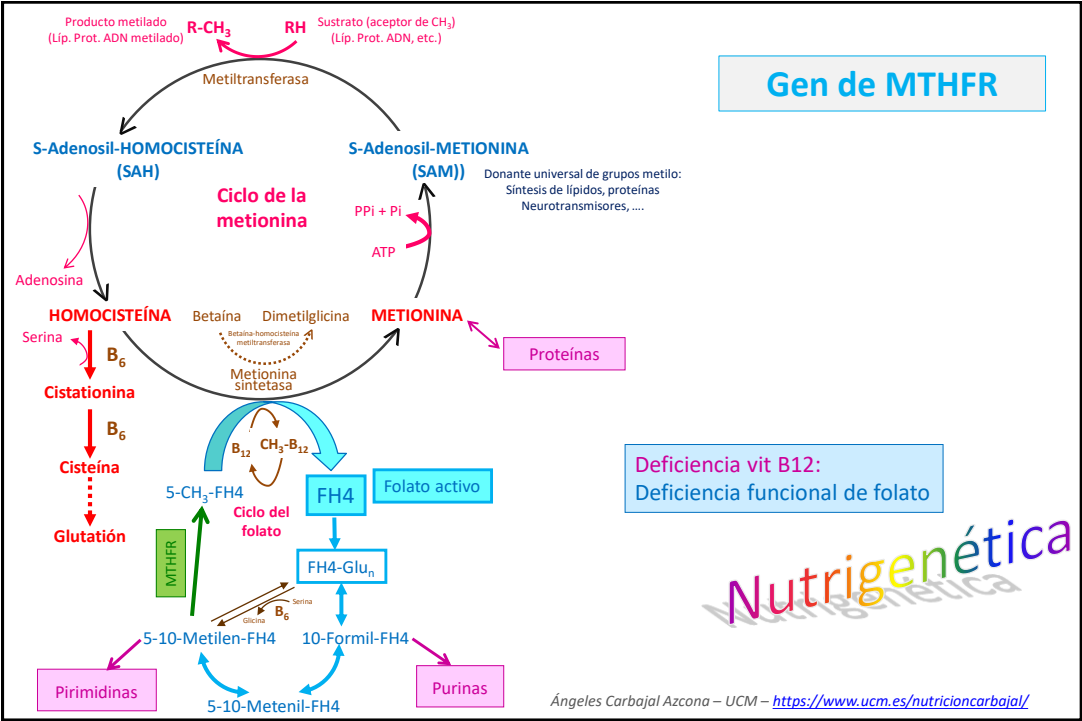 Producto metilado
(Líp. Prot. ADN metilado)
R-CH₃
RH
Sustrato (aceptor de CH₃)
(Líp. Prot. ADN, etc.)
Metiltransferasa
Gen de MTHFR
S-Adenosil-HOMOCISTEÍNA
(SAH)
S-Adenosil-METIONINA
(SAM))
Donante universal de grupos metilo:
Síntesis de lípidos, proteínas
Neurotransmisores, ....
Ciclo de la
metionina
PPi + Pi
ATP
Adenosina
HOMOCISTEÍNA
Betaína
Dimetilglicina
METIONINA
Betaína-homocisteína
metiltransferasa
Serina
B₆
Proteínas
Metionina
sintetasa
Cistationina
B₆
B₁₂
CH₃-B₁₂
Cisteína
Deficiencia vit B12:
Deficiencia funcional de folato
5-CH₃-FH4
FH4
Folato activo
Ciclo del
folato
Glutatión
MTHFR
FH4-Gluₙ
Nutrigenética
Serina
B₆
Glicina
5-10-Metilen-FH4
10-Formil-FH4
Pirimidinas
Purinas
5-10-Metenil-FH4
Ángeles Carbajal Azcona – UCM – https://www.ucm.es/nutricioncarbajal/